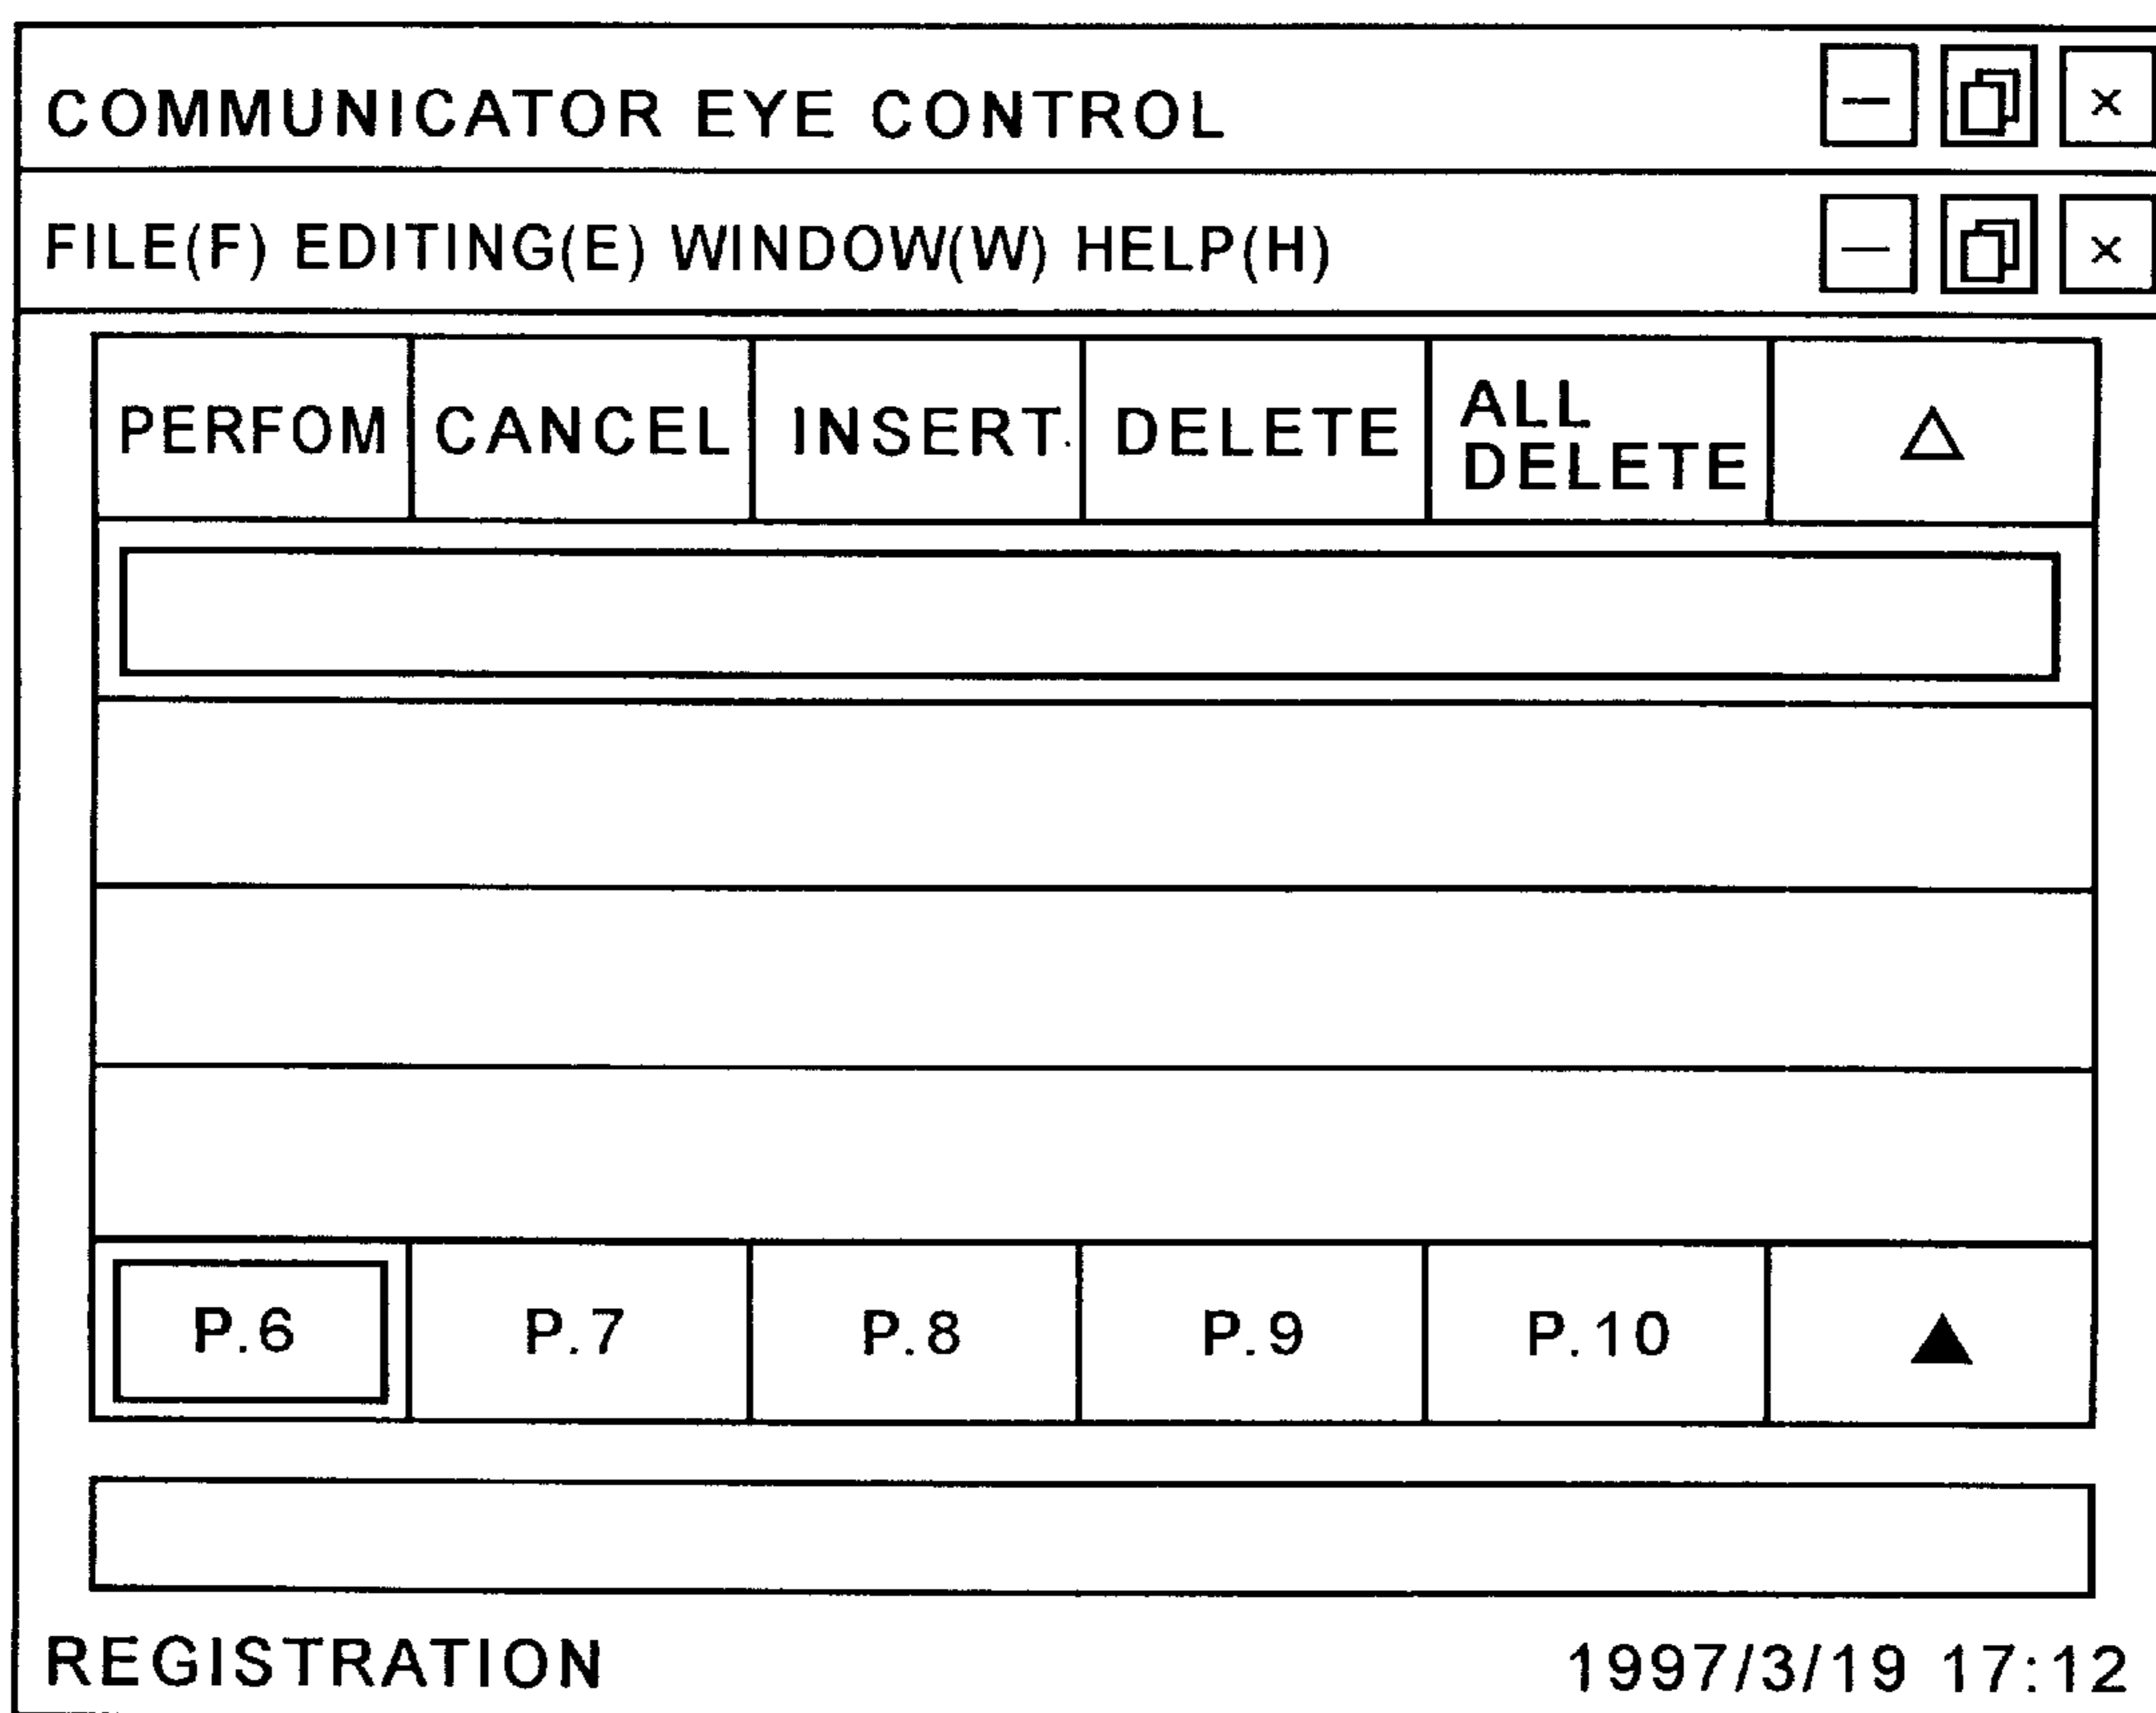 COMMUNICATOR EYE CONTROL
FILE(F) EDITING(E) WINDOW(W) HELP(H)
PERFOM CANCEL INSERT DELETE ALL DELETE
P.6 P.7 P.8 P.9 P.10
REGISTRATION 1997/3/19 17:12